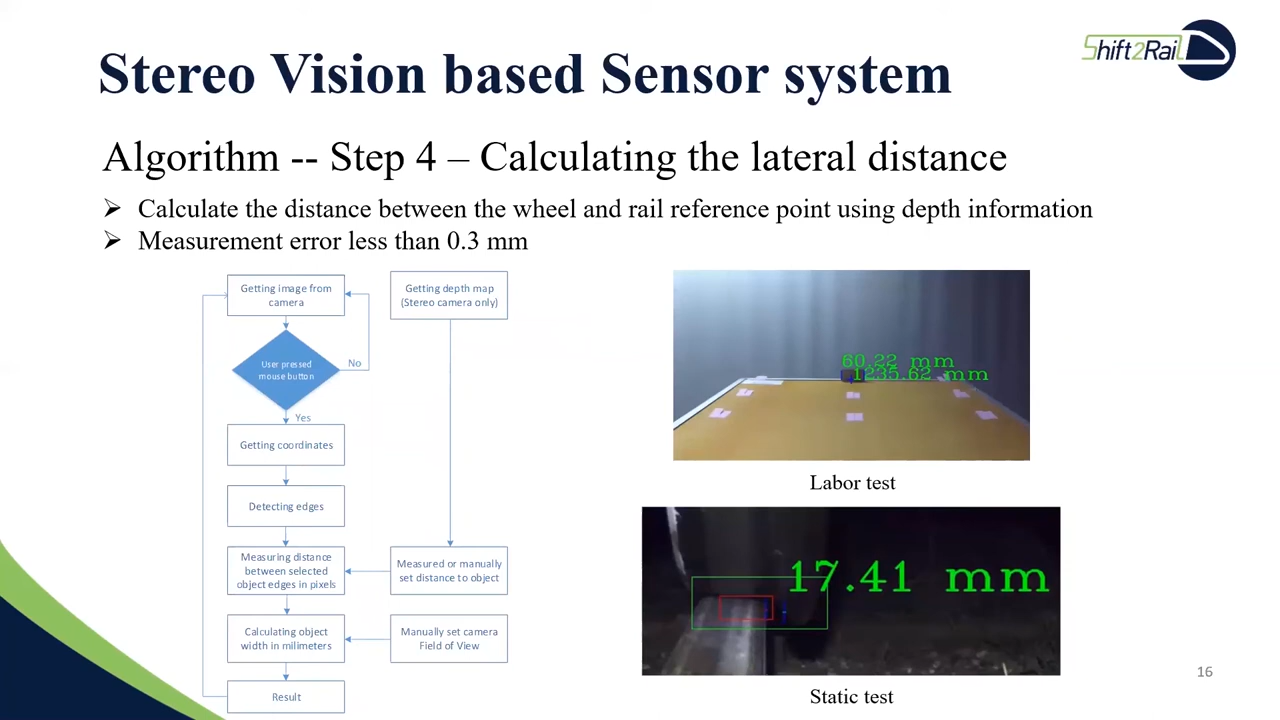 Shift2Rail
Stereo Vision based Sensor system
Algorithm -- Step 4 – Calculating the lateral distance
➢ Calculate the distance between the wheel and rail reference point using depth information
➢ Measurement error less than 0.3 mm
Getting image from
camera
Getting depth map
(Stereo camera only)
User pressed
mouse button
No
Yes
Getting coordinates
Detecting edges
Measuring distance
between selected
object edges in pixels
Measured or manually
set distance to object
Calculating object
width in milimeters
Manually set camera
Field of View
Result
60.22 mm
1235.62 mm
Labor test
17.41 mm
Static test
16